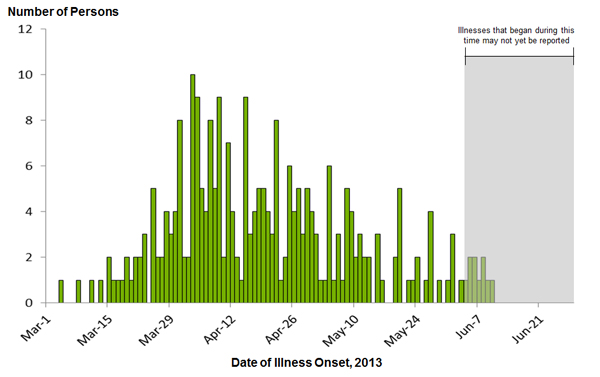 Number of Persons
Illnesses that began during this
time may not yet be reported
12
10
8
6
4
2
0
Mar-1
Mar-15
Mar-29
Apr-12
Apr-26
May-10
May-24
Jun-7
Jun-21
Date of Illness Onset, 2013